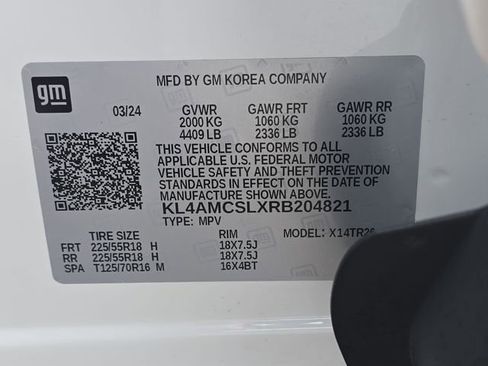 gm
MFD BY GM KOREA COMPANY
03/24 GVWR GAWR FRT GAWR RR
2000 KG 1060 KG 1060 KG
4409 LB 2336 LB 2336 LB
THIS VEHICLE CONFORMS TO ALL
APPLICABLE U.S. FEDERAL MOTOR
VEHICLE SAFETY AND THEFT PREVENTION
STANDARDS IN EFFECT ON THE DATE OF
MANUFACTURE SHOWN ABOVE.
KL4AMCSLXRB204821
TYPE: MPV MODEL: X14TR26
TIRE SIZE RIM
FRT 225/55R18 H 18X7.5J
RR 225/55R18 H 18X7.5J
SPA T125/70R16 M 16X4BT